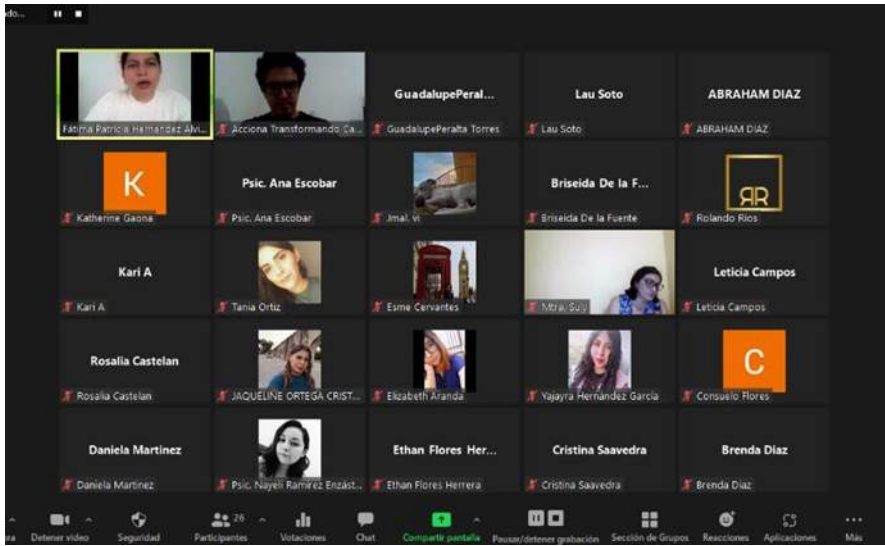 ndo...
Fátima Patricia Hernández Alvi...
Acciona Transformando Ca...
GuadalupePeral...
GuadalupePeralta Torres
Lau Soto
Lau Soto
ABRAHAM DIAZ
ABRAHAM DIAZ
K
Katherine Gaona
Psic. Ana Escobar
Psic. Ana Escobar
Jmal. vi
Briseida De la F...
Briseida De la Fuente
RR
Rolando Rios
Kari A
Kari A
Tania Ortiz
Esme Cervantes
Mtra. Suly
Leticia Campos
Leticia Campos
Rosalia Castelan
Rosalia Castelan
JAQUELINE ORTEGA CRIST...
Elizabeth Aranda
Yajayra Hernández García
C
Consuelo Flores
Daniela Martinez
Daniela Martinez
Psic. Nayeli Ramírez Enzást...
Ethan Flores Her...
Ethan Flores Herrera
Cristina Saavedra
Cristina Saavedra
Brenda Diaz
Brenda Diaz
Detener video
Seguridad
26
Participantes
Votaciones
Chat
Compartir pantalla
Pausar/detener grabación
Sección de Grupos
Reacciones
Aplicaciones
Más